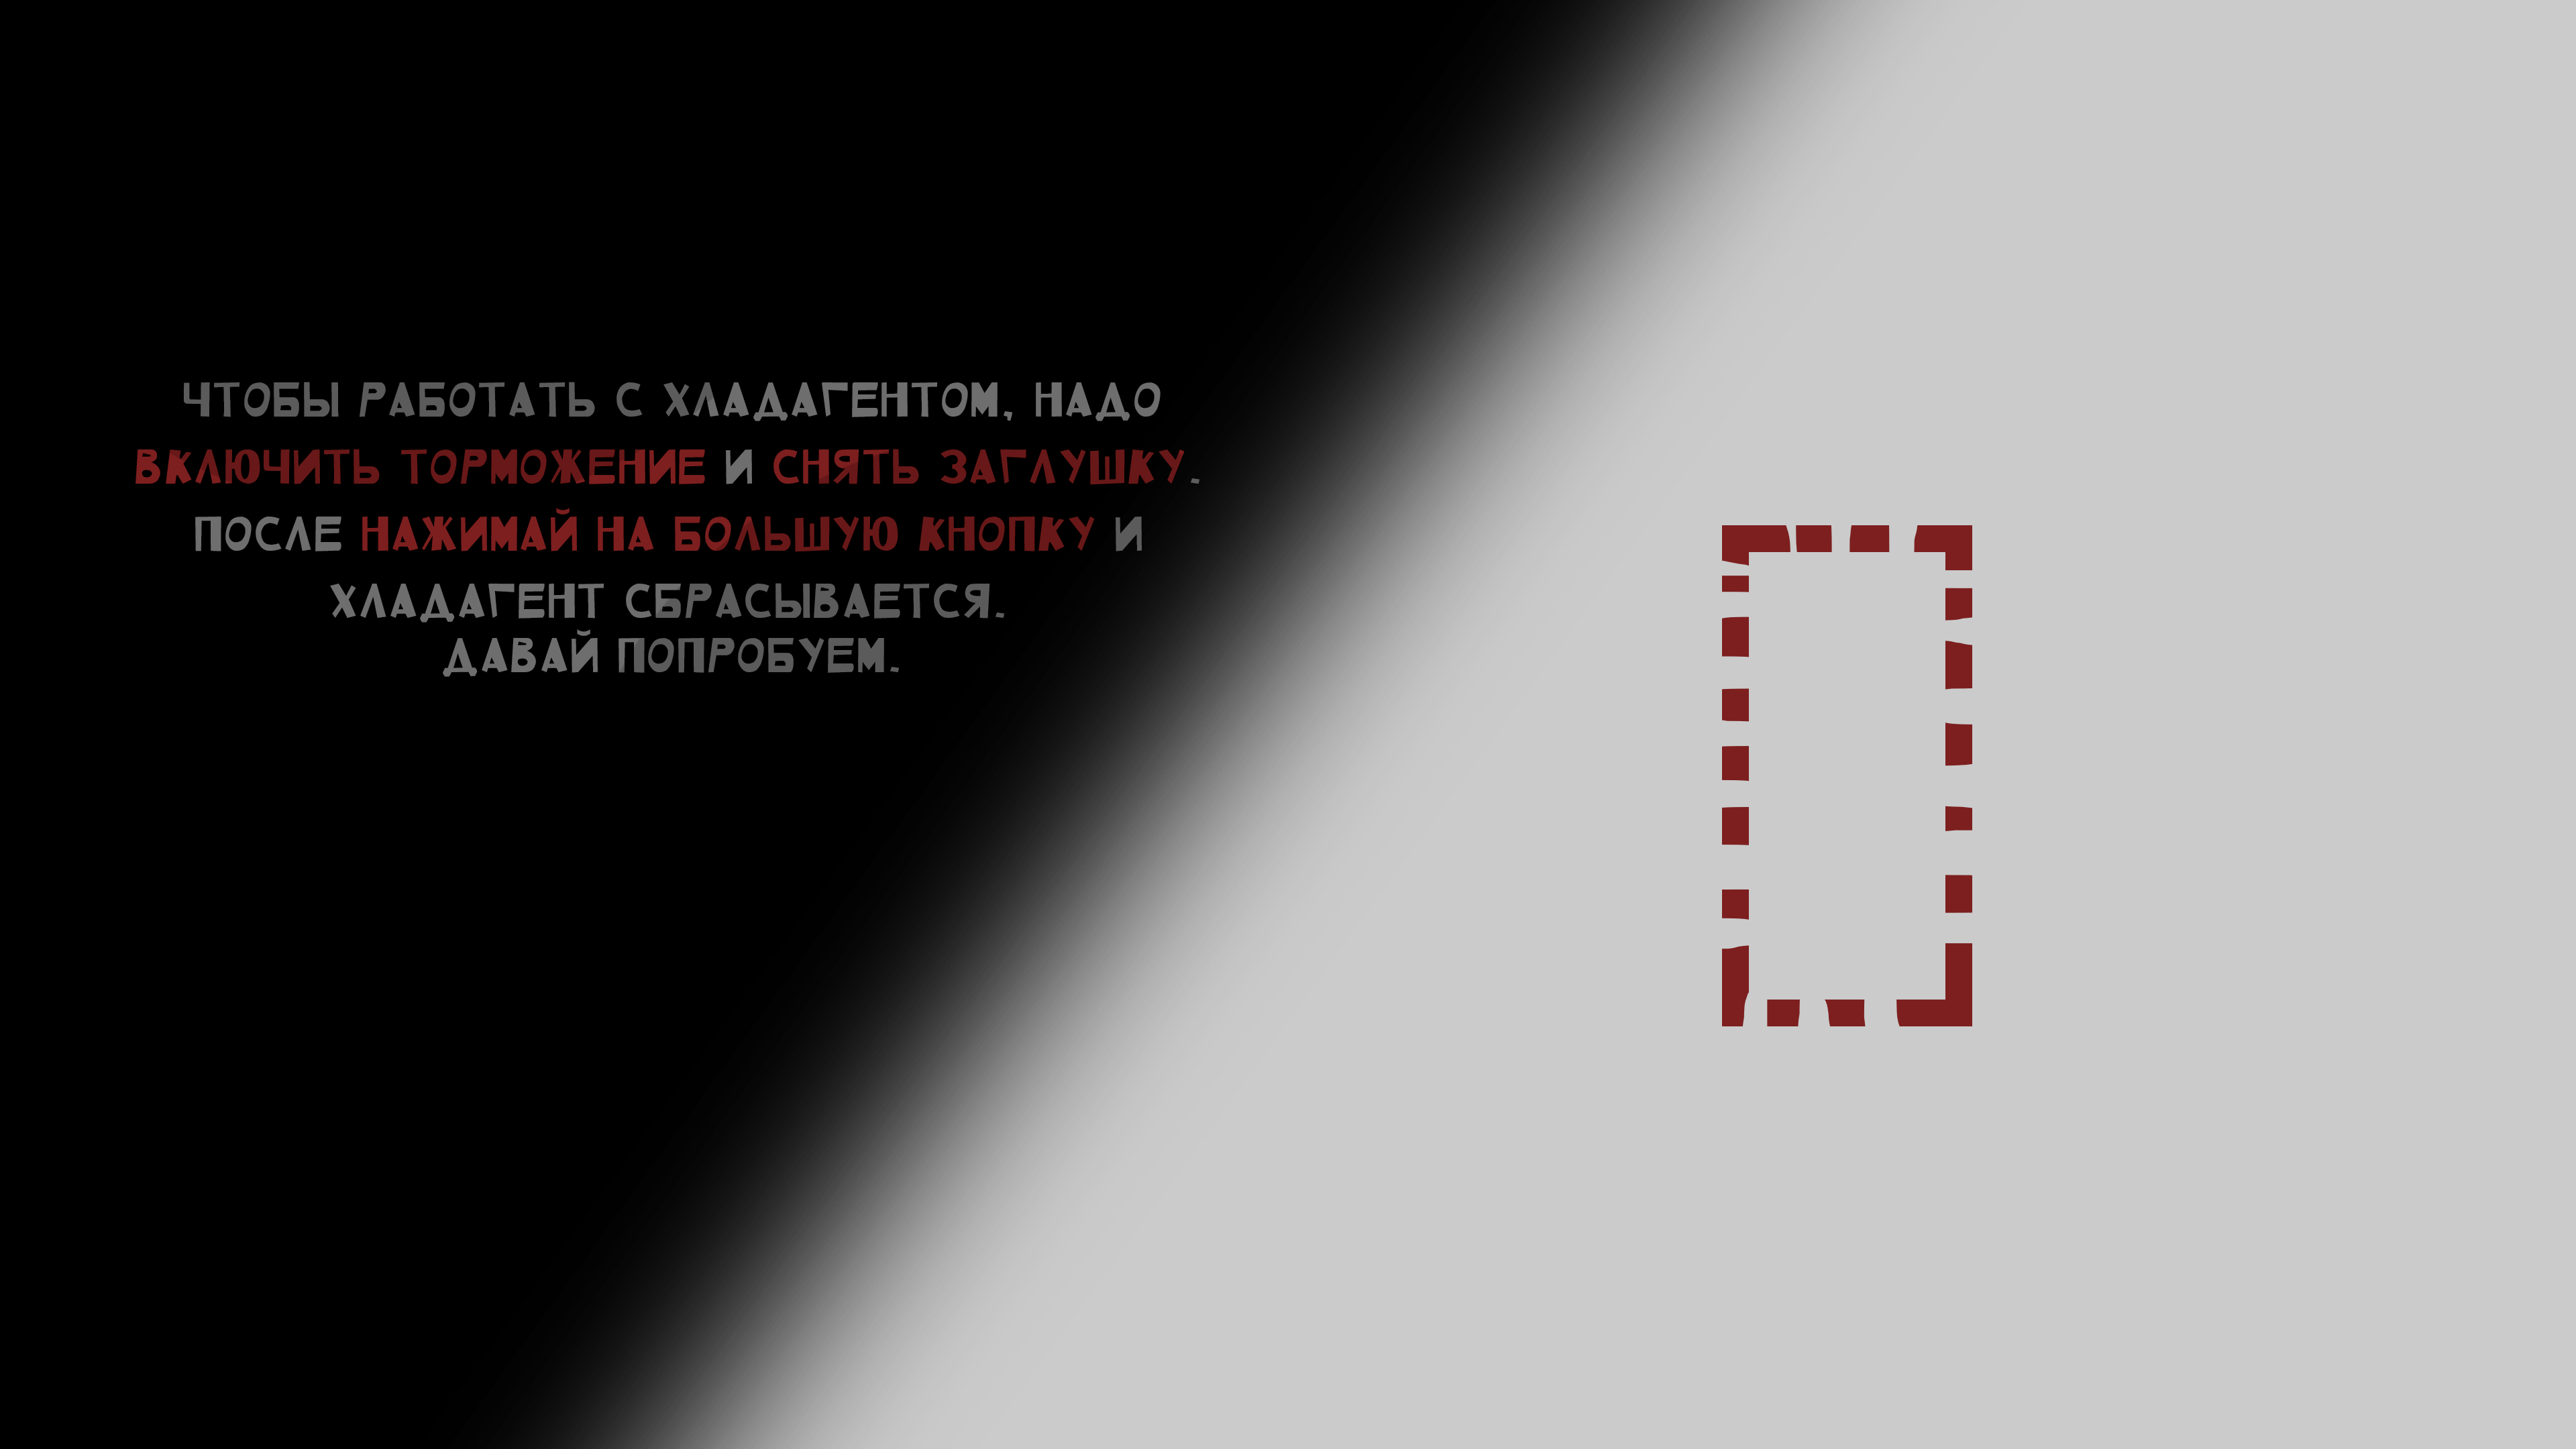 ЧТОБЫ РАБОТАТЬ С ХЛАДАГЕНТОМ, НАДО
ВКЛЮЧИТЬ ТОРМОЖЕНИЕ И СНЯТЬ ЗАГЛУШКУ.
ПОСЛЕ НАЖИМАЙ НА БОЛЬШУЮ КНОПКУ И
ХЛАДАГЕНТ СБРАСЫВАЕТСЯ.
ДАВАЙ ПОПРОБУЕМ.